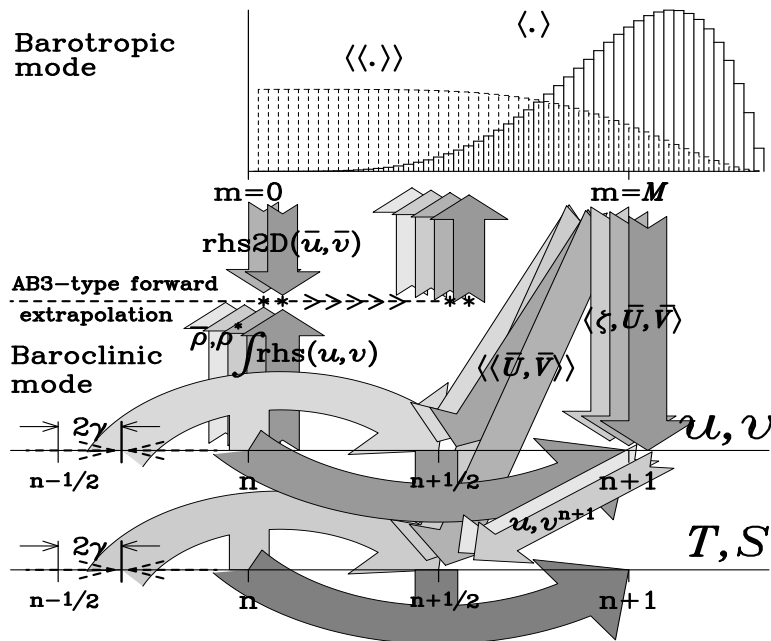 Barotropic
mode
⟨⟨.⟩⟩
⟨.⟩
m=0
m=M
rhs2D(u̅,v̅)
AB3-type forward
extrapolation
ρ̅,ρ*
∫rhs(u,v)
⟨ζ,U̅,V̅⟩
⟨⟨U̅,V̅⟩⟩
Baroclinic
mode
2γ
u,v
n-1/2
n
n+1/2
n+1
u,vⁿ⁺¹
2γ
T,S
n-1/2
n
n+1/2
n+1